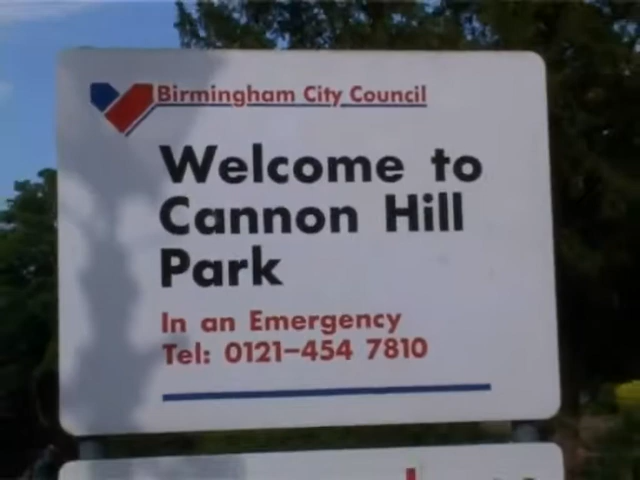 Birmingham City Council
Welcome to
Cannon Hill
Park
In an Emergency
Tel: 0121-454 7810